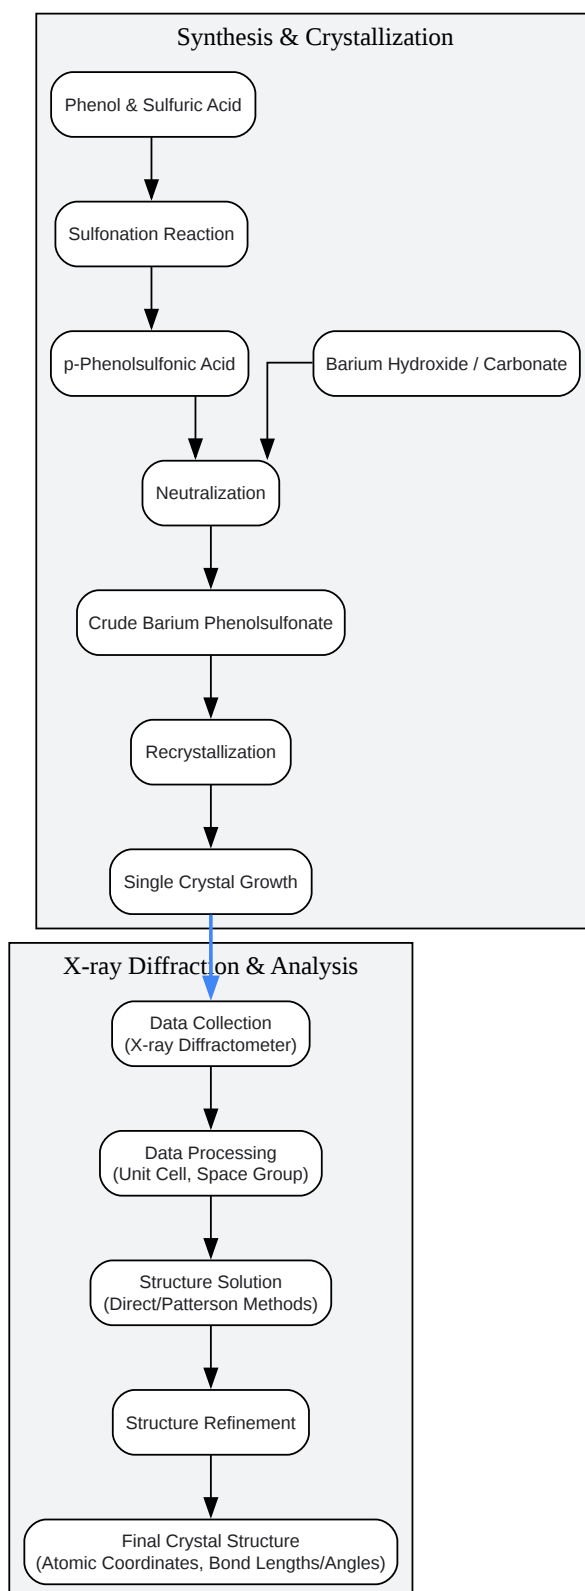 Synthesis & Crystallization
Phenol & Sulfuric Acid
Sulfonation Reaction
p-Phenolsulfonic Acid
Barium Hydroxide / Carbonate
Neutralization
Crude Barium Phenolsulfonate
Recrystallization
Single Crystal Growth
X-ray Diffraction & Analysis
Data Collection
(X-ray Diffractometer)
Data Processing
(Unit Cell, Space Group)
Structure Solution
(Direct/Patterson Methods)
Structure Refinement
Final Crystal Structure
(Atomic Coordinates, Bond Lengths/Angles)